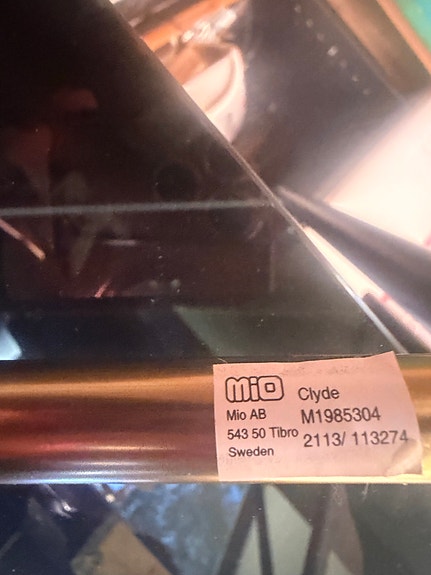 MiO
Mio AB
543 50 Tibro
Sweden
Clyde
M1985304
2113/ 113274